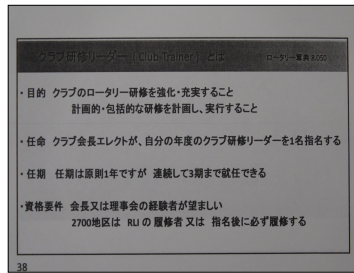 クラブ研修リーダー ( Club Trainer ) とは ロータリー章典 8.050
・目的 クラブのロータリー研修を強化・充実すること
計画的・包括的な研修を計画し、実行すること
・任命 クラブ会長エレクトが、自分の年度のクラブ研修リーダーを1名指名する
・任期 任期は原則1年ですが 連続して3期まで就任できる
・資格要件 会長又は理事会の経験者が望ましい
2700地区は RLI の 履修者 又は 指名後に必ず履修する
38